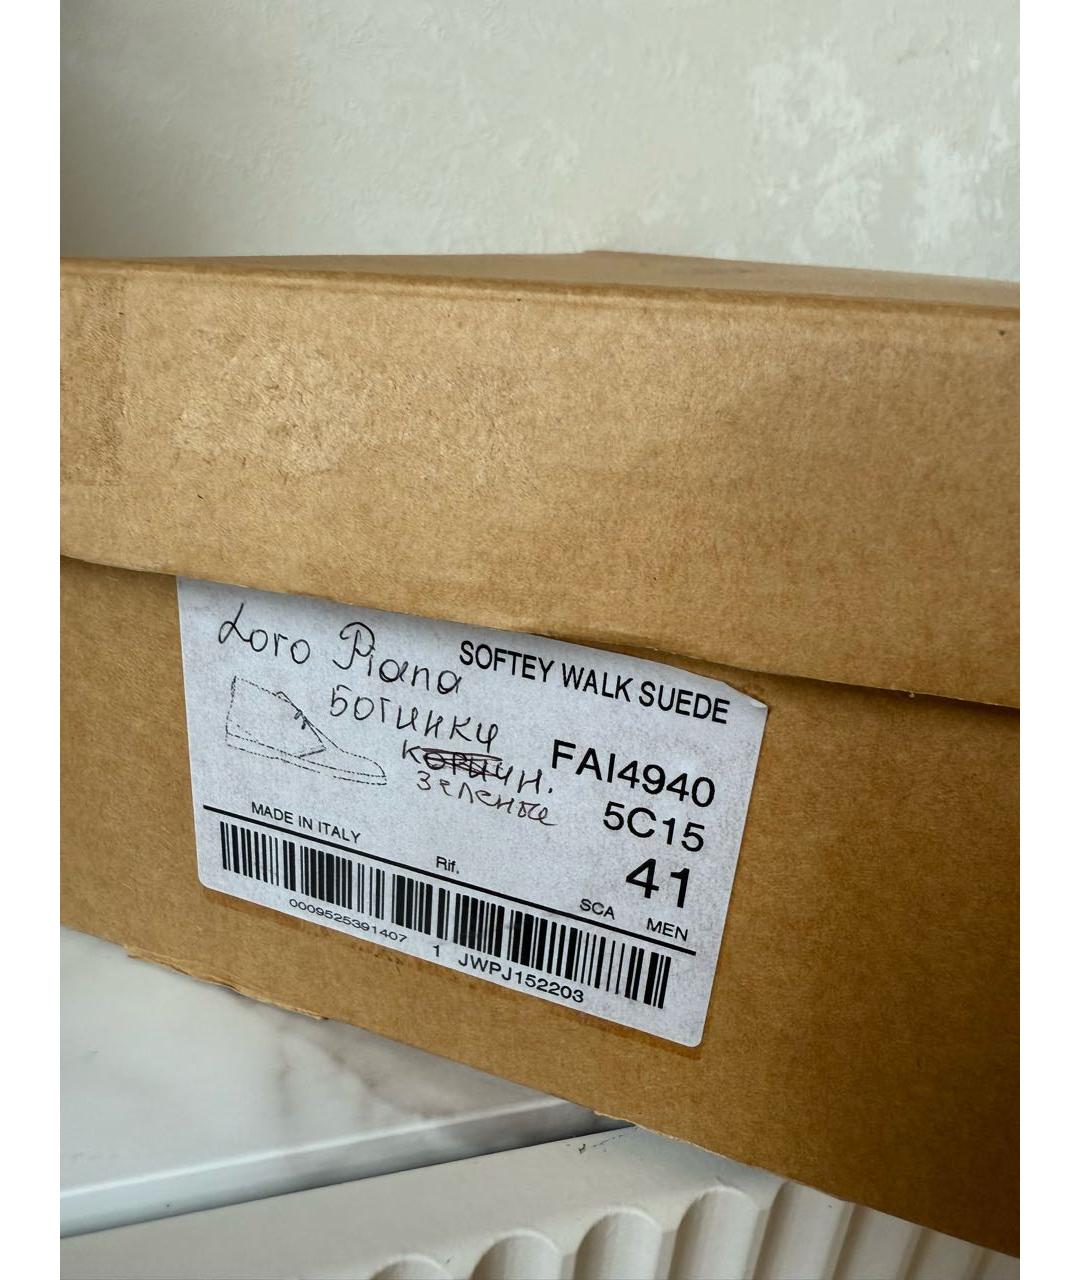 Loro Piana
SOFTEY WALK SUEDE
Ботинки
коричн.
зеленые
FAI4940
5C15
41
MADE IN ITALY
Rif.
SCA MEN
0009525391407 1 JWPJ152203